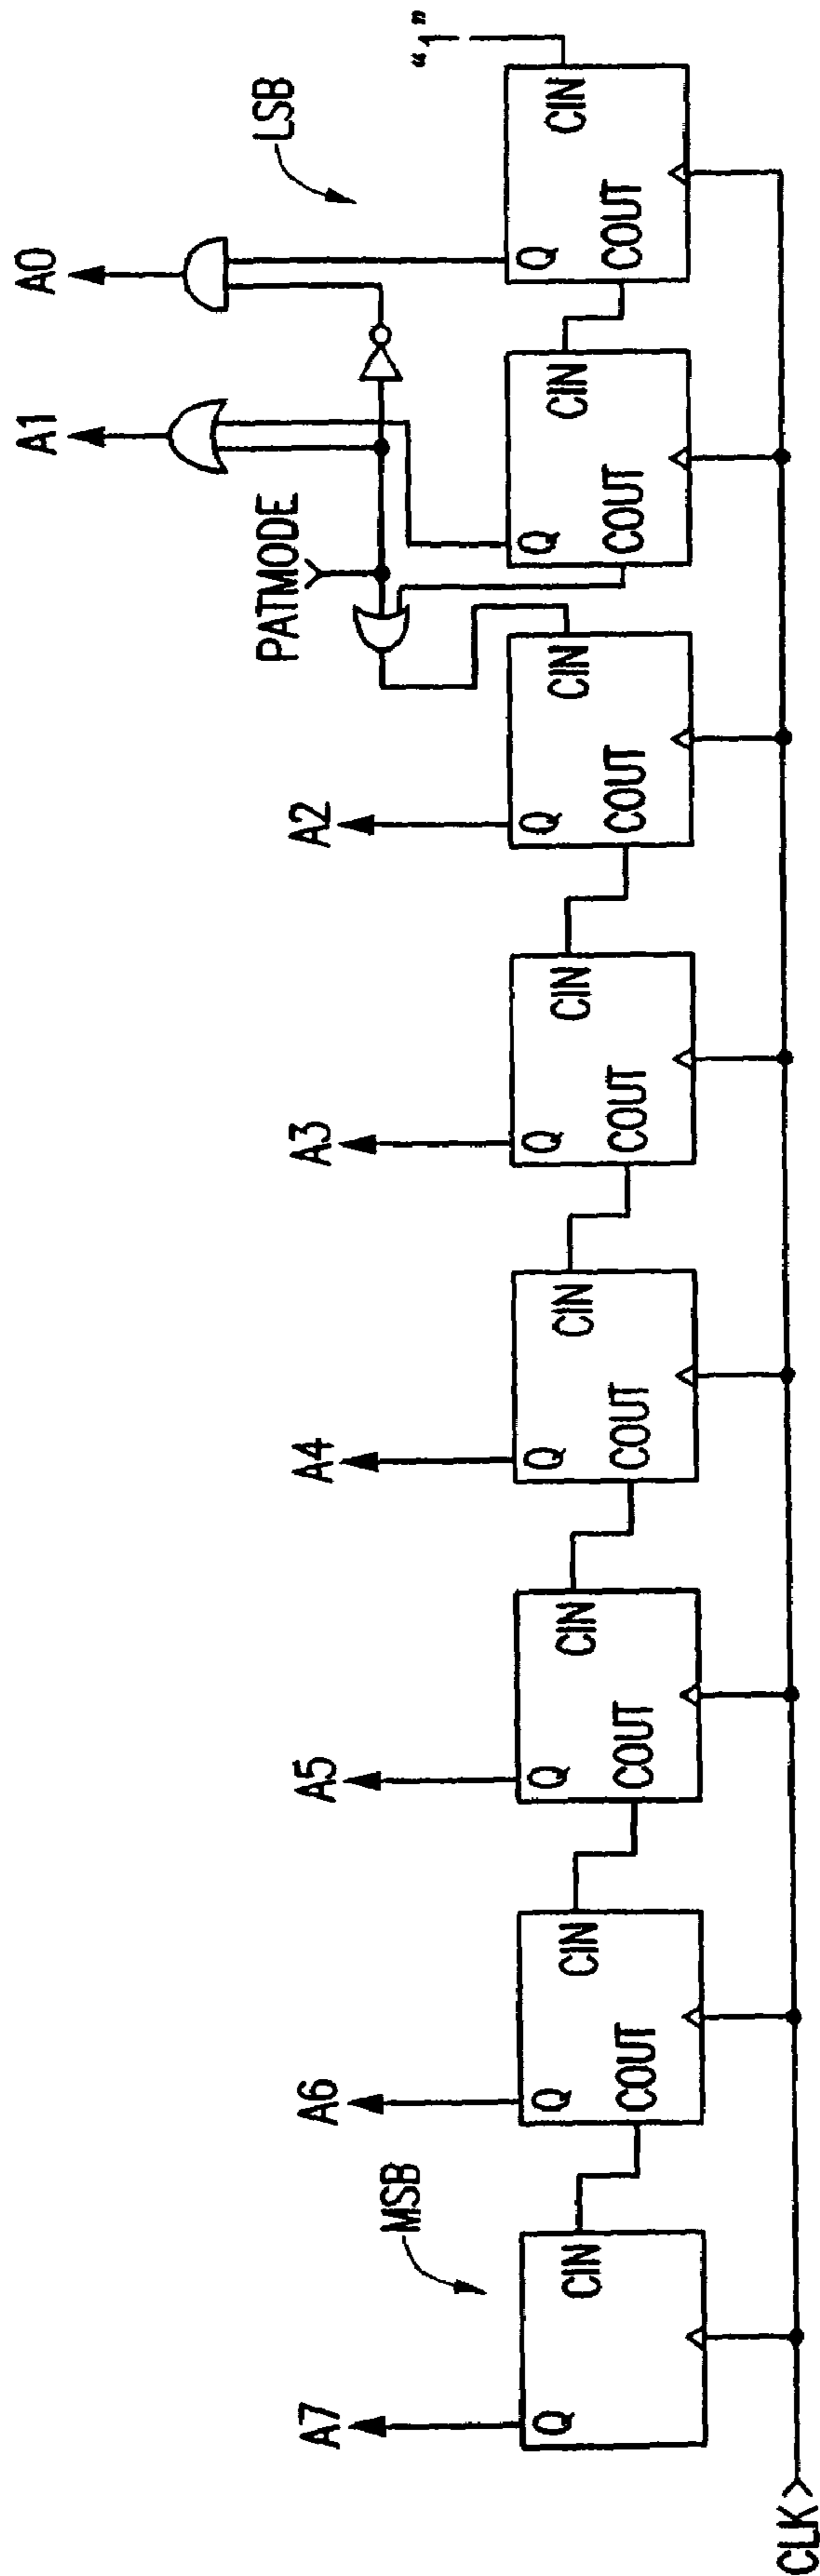 A7
A6
A5
A4
A3
A2
A1
A0
PATMODE
MSB
LSB
"1"
Q
CIN
Q
CIN
COUT
Q
CIN
COUT
Q
CIN
COUT
Q
CIN
COUT
Q
CIN
COUT
Q
CIN
COUT
Q
CIN
COUT
CLK